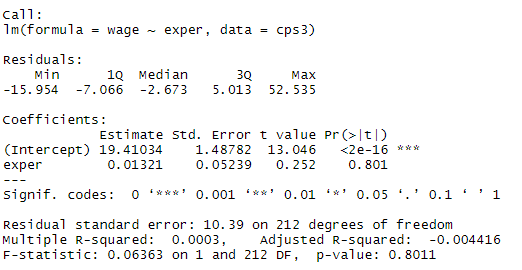 Call:
lm(formula = wage ~ exper, data = cps3)
Residuals:
Min 1Q Median 3Q Max
-15.954 -7.066 -2.673 5.013 52.535
Coefficients:
Estimate Std. Error t value Pr(>|t|)
(Intercept) 19.41034 1.48782 13.046 <2e-16 ***
exper 0.01321 0.05239 0.252 0.801
---
Signif. codes: 0 ‘***’ 0.001 ‘**’ 0.01 ‘*’ 0.05 ‘.’ 0.1 ‘ ’ 1
Residual standard error: 10.39 on 212 degrees of freedom
Multiple R-squared: 0.0003, Adjusted R-squared: -0.004416
F-statistic: 0.06363 on 1 and 212 DF, p-value: 0.8011